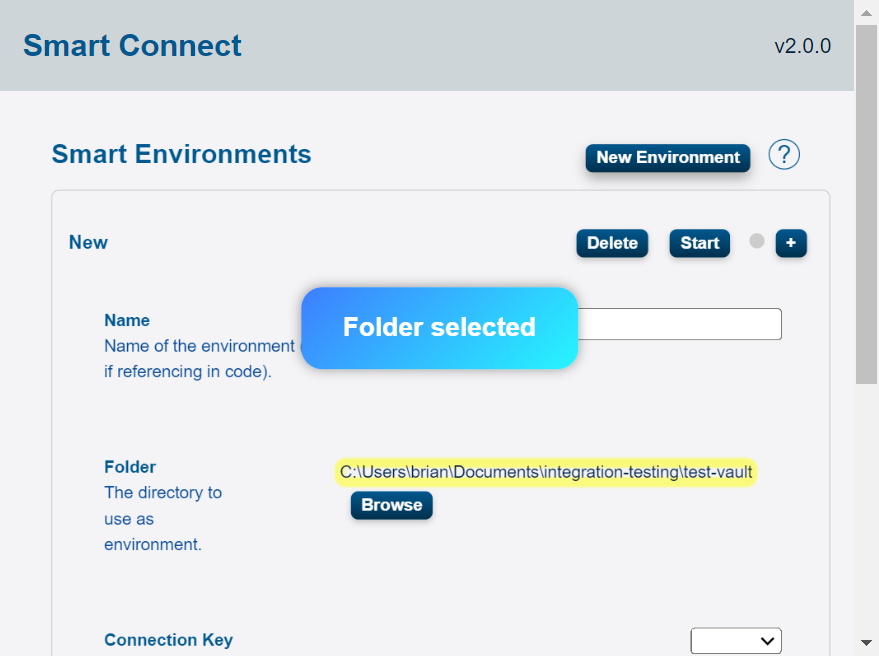 Smart Connect
v2.0.0
Smart Environments
New Environment
?
New
Delete
Start
+
Name
Name of the environment
if referencing in code).
Folder selected
Folder
The directory to
use as
environment.
C:\Users\brian\Documents\integration-testing\test-vault
Browse
Connection Key